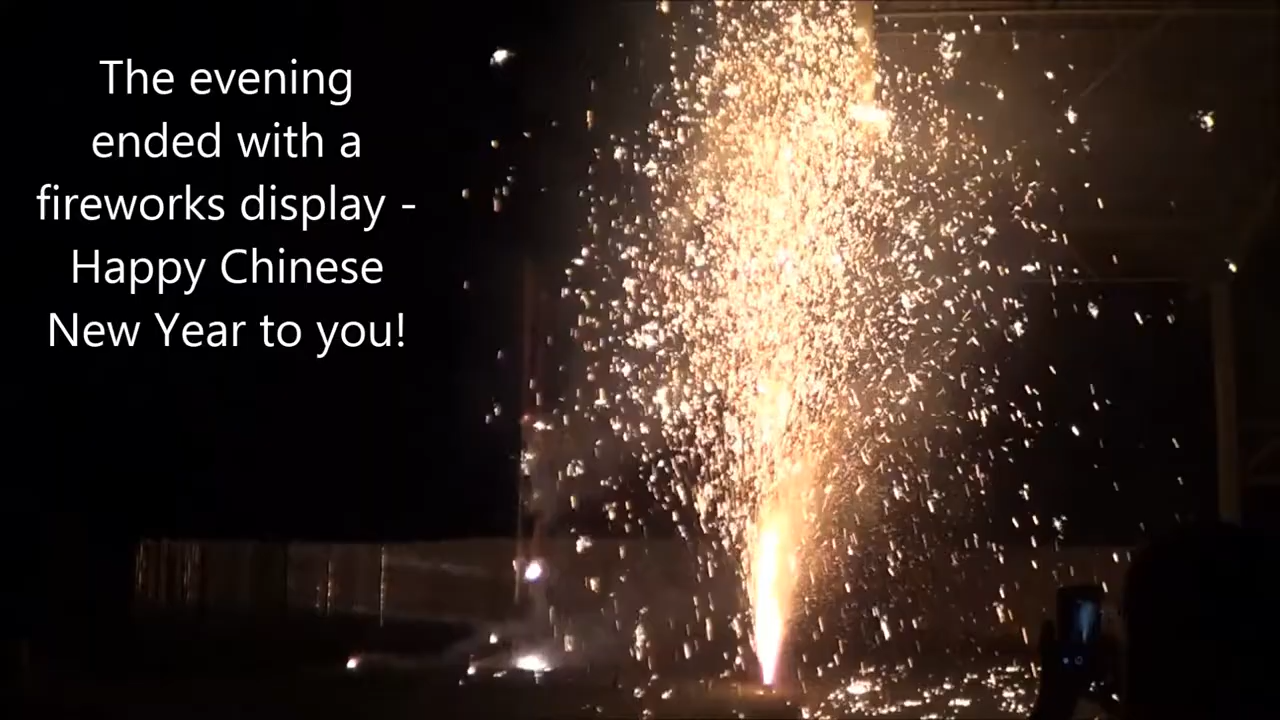 The evening
ended with a
fireworks display -
Happy Chinese
New Year to you!